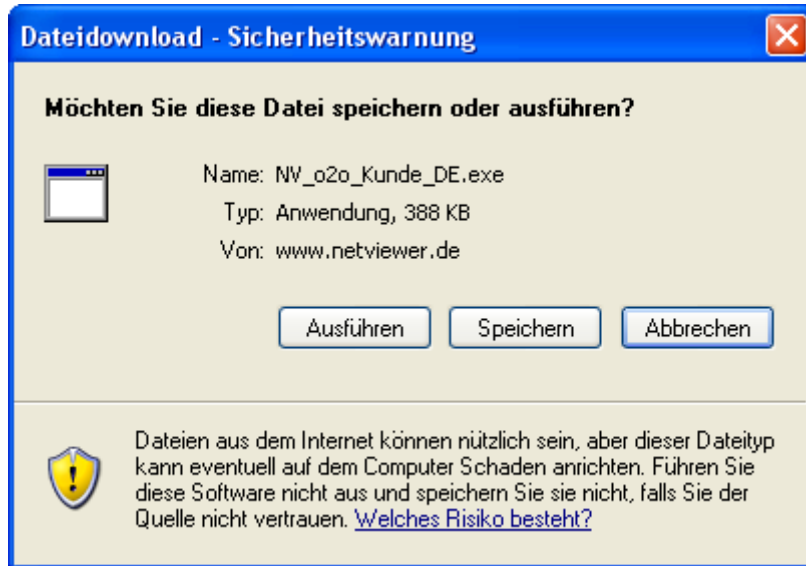 Dateidownload - Sicherheitswarnung
Möchten Sie diese Datei speichern oder ausführen?
Name: NV_o2o_Kunde_DE.exe
Typ: Anwendung, 388 KB
Von: www.netviewer.de
Ausführen Speichern Abbrechen
Dateien aus dem Internet können nützlich sein, aber dieser Dateityp
kann eventuell auf dem Computer Schaden anrichten. Führen Sie
diese Software nicht aus und speichern Sie sie nicht, falls Sie der
Quelle nicht vertrauen. Welches Risiko besteht?